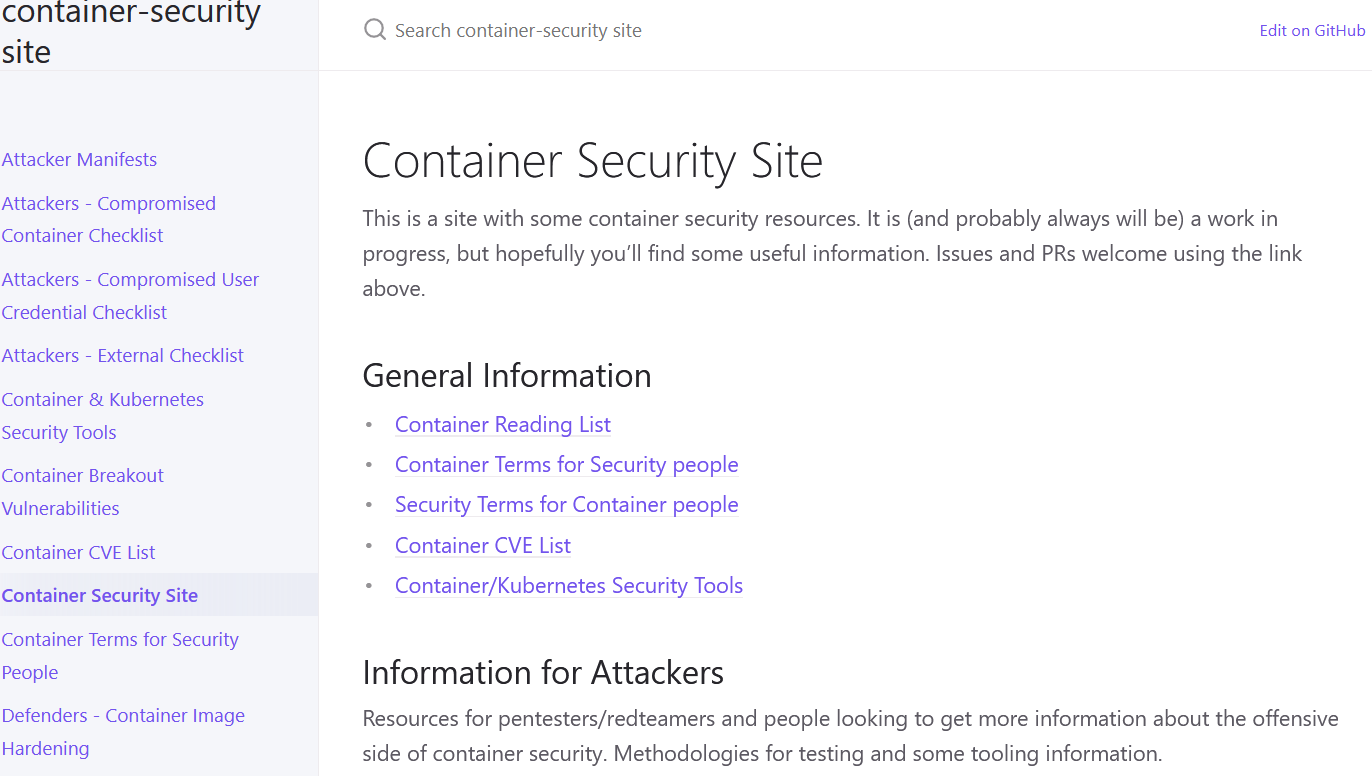 container-security
site
Search container-security site
Edit on GitHub
Attacker Manifests
Attackers - Compromised
Container Checklist
Attackers - Compromised User
Credential Checklist
Attackers - External Checklist
Container & Kubernetes
Security Tools
Container Breakout
Vulnerabilities
Container CVE List
Container Security Site
Container Terms for Security
People
Defenders - Container Image
Hardening
Container Security Site
This is a site with some container security resources. It is (and probably always will be) a work in
progress, but hopefully you’ll find some useful information. Issues and PRs welcome using the link
above.
General Information
• Container Reading List
• Container Terms for Security people
• Security Terms for Container people
• Container CVE List
• Container/Kubernetes Security Tools
Information for Attackers
Resources for pentesters/redteamers and people looking to get more information about the offensive
side of container security. Methodologies for testing and some tooling information.